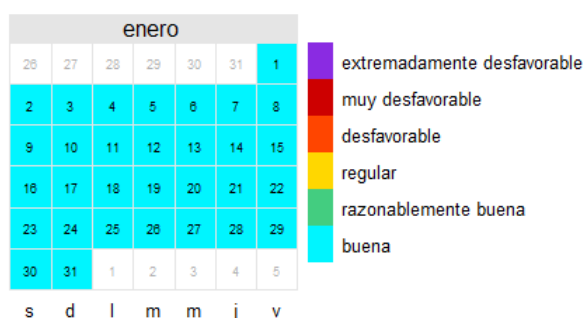 enero
26 27 28 29 30 31 1
2 3 4 5 6 7 8
9 10 11 12 13 14 15
16 17 18 19 20 21 22
23 24 25 26 27 28 29
30 31 1 2 3 4 5
s d l m m j v
extremadamente desfavorable
muy desfavorable
desfavorable
regular
razonablemente buena
buena